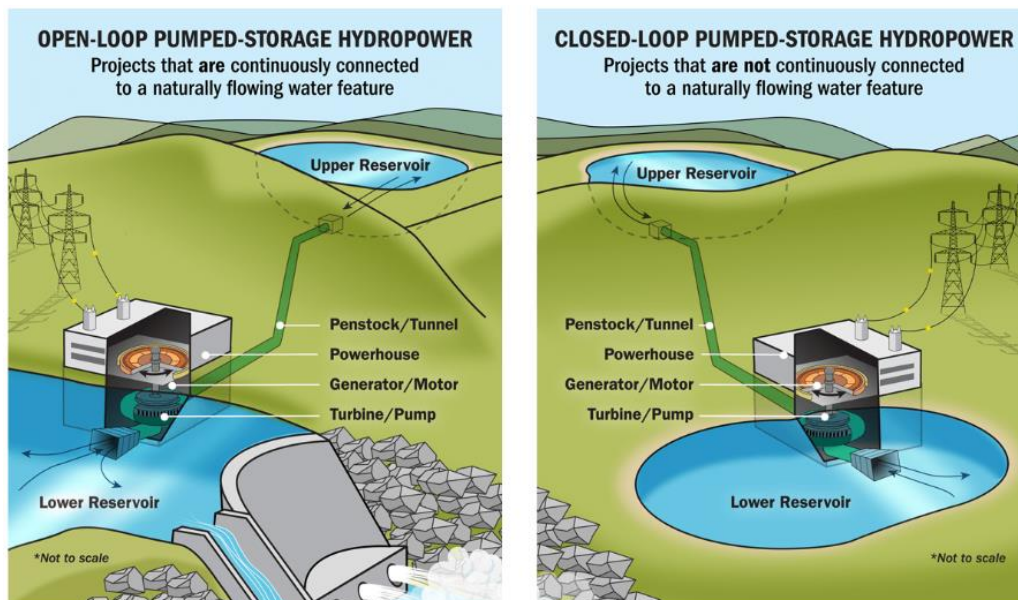 OPEN-LOOP PUMPED-STORAGE HYDROPOWER
Projects that are continuously connected
to a naturally flowing water feature
Upper Reservoir
Penstock/Tunnel
Powerhouse
Generator/Motor
Turbine/Pump
Lower Reservoir
*Not to scale
CLOSED-LOOP PUMPED-STORAGE HYDROPOWER
Projects that are not continuously connected
to a naturally flowing water feature
Upper Reservoir
Penstock/Tunnel
Powerhouse
Generator/Motor
Turbine/Pump
Lower Reservoir
*Not to scale